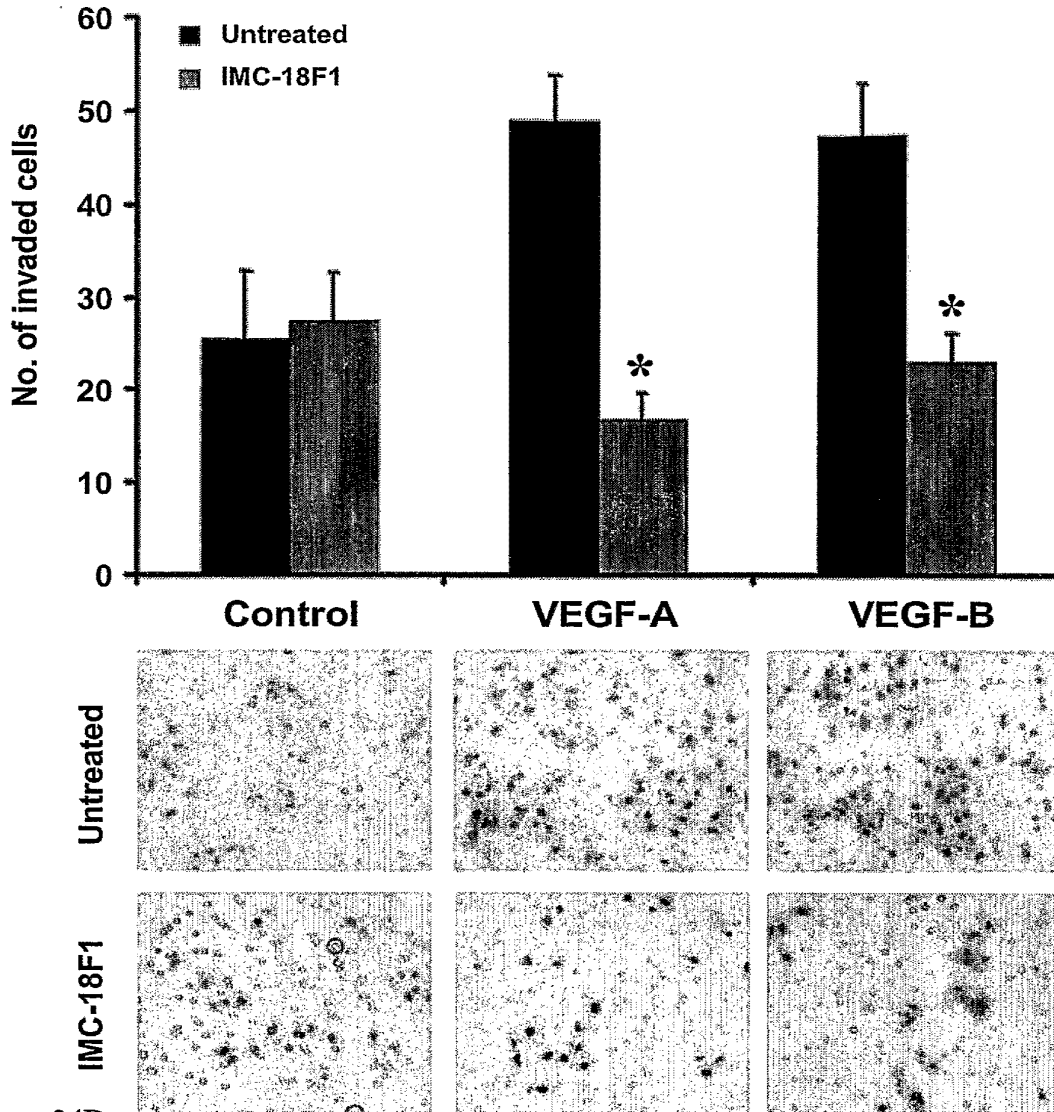 60
50
40
30
20
10
0
No. of invaded cells
Untreated
IMC-18F1
*
*
Control
VEGF-A
VEGF-B
Untreated
IMC-18F1